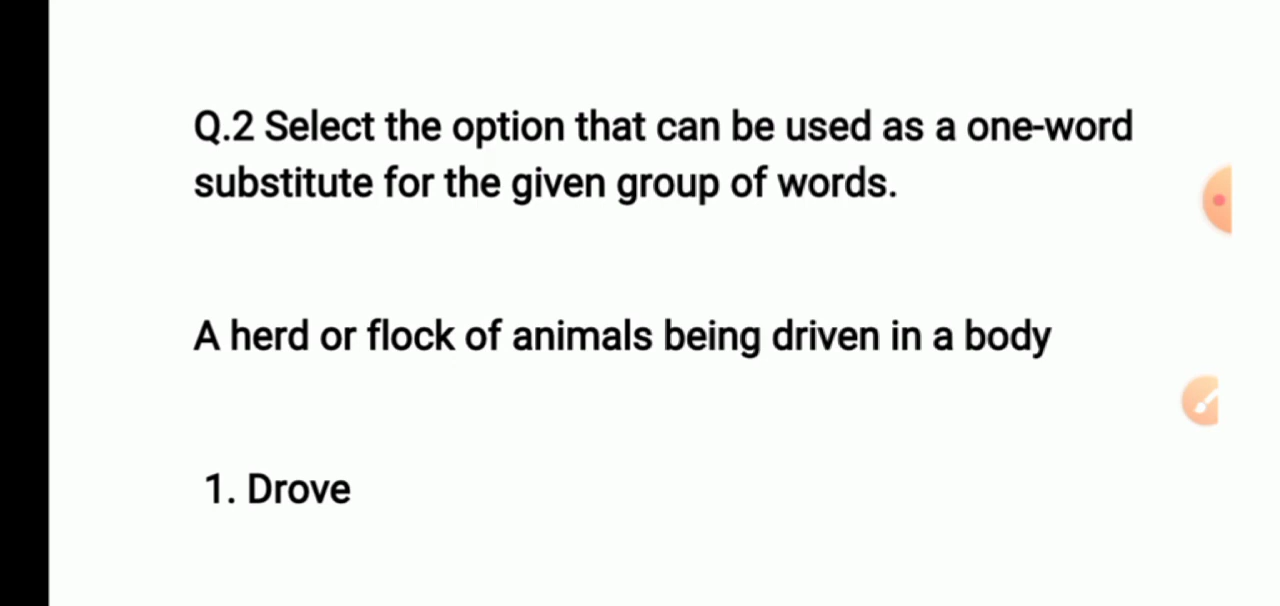 Q.2 Select the option that can be used as a one-word
substitute for the given group of words.
A herd or flock of animals being driven in a body
1. Drove